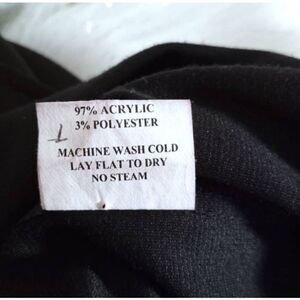 97% ACRYLIC
3% POLYESTER
MACHINE WASH COLD
LAY FLAT TO DRY
NO STEAM